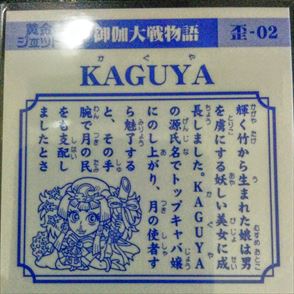 黄金
御伽大戦物語
歪-02
かぐや
KAGUYA
輝く竹から生まれた娘は男
を虜にする妖しい美女に成
長しました。KAGUYA
の源氏名でトップキャバ嬢
にのし上がり、月の使者す
ら魅了する
と、その手
腕で月の民
をも支配し
ましたとさ